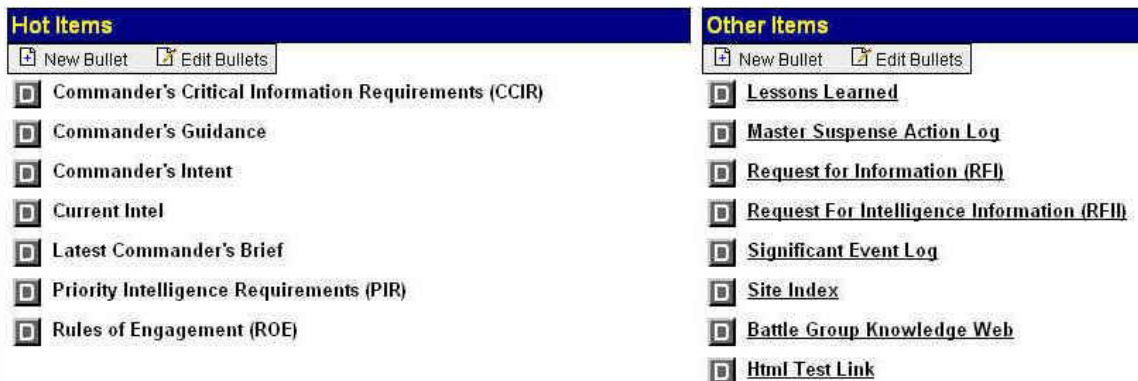 Hot Items
New Bullet Edit Bullets
Commander's Critical Information Requirements (CCIR)
Commander's Guidance
Commander's Intent
Current Intel
Latest Commander's Brief
Priority Intelligence Requirements (PIR)
Rules of Engagement (ROE)
Other Items
New Bullet Edit Bullets
Lessons Learned
Master Suspense Action Log
Request for Information (RFI)
Request For Intelligence Information (RFII)
Significant Event Log
Site Index
Battle Group Knowledge Web
Html Test Link